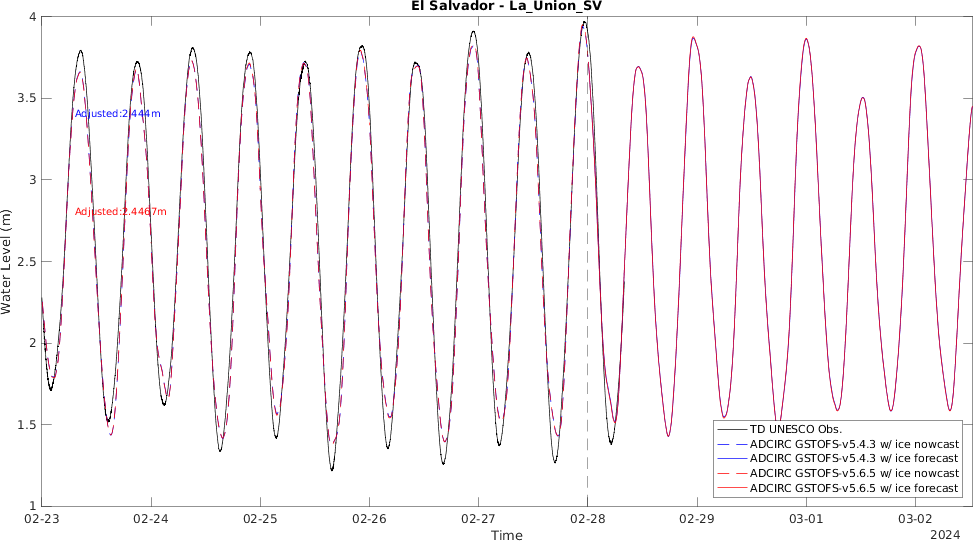 El Salvador - La_Union_SV
4
3.5
3
2.5
2
1.5
1
Water Level (m)
Adjusted:2.444m
Adjusted:2.4467m
TD UNESCO Obs.
ADCIRC GSTOFS-v5.4.3 w/ ice nowcast
ADCIRC GSTOFS-v5.4.3 w/ ice forecast
ADCIRC GSTOFS-v5.6.5 w/ ice nowcast
ADCIRC GSTOFS-v5.6.5 w/ ice forecast
02-23 02-24 02-25 02-26 02-27 02-28 02-29 03-01 03-02
Time
2024